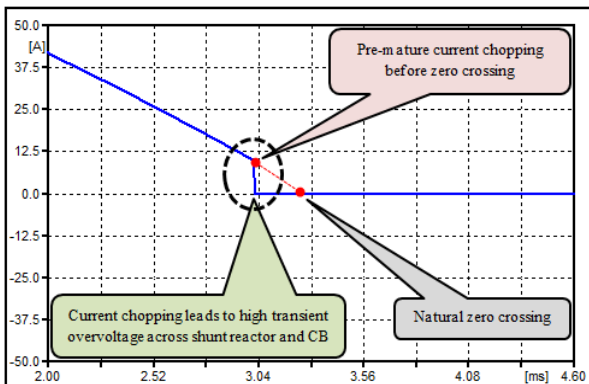 50.0
[A]
37.5
25.0
12.5
0.0
-12.5
-25.0
-37.5
-50.0
2.00
2.52
3.04
3.56
4.08
[ms]
4.60
Pre-mature current chopping
before zero crossing
Current chopping leads to high transient
overvoltage across shunt reactor and CB
Natural zero crossing